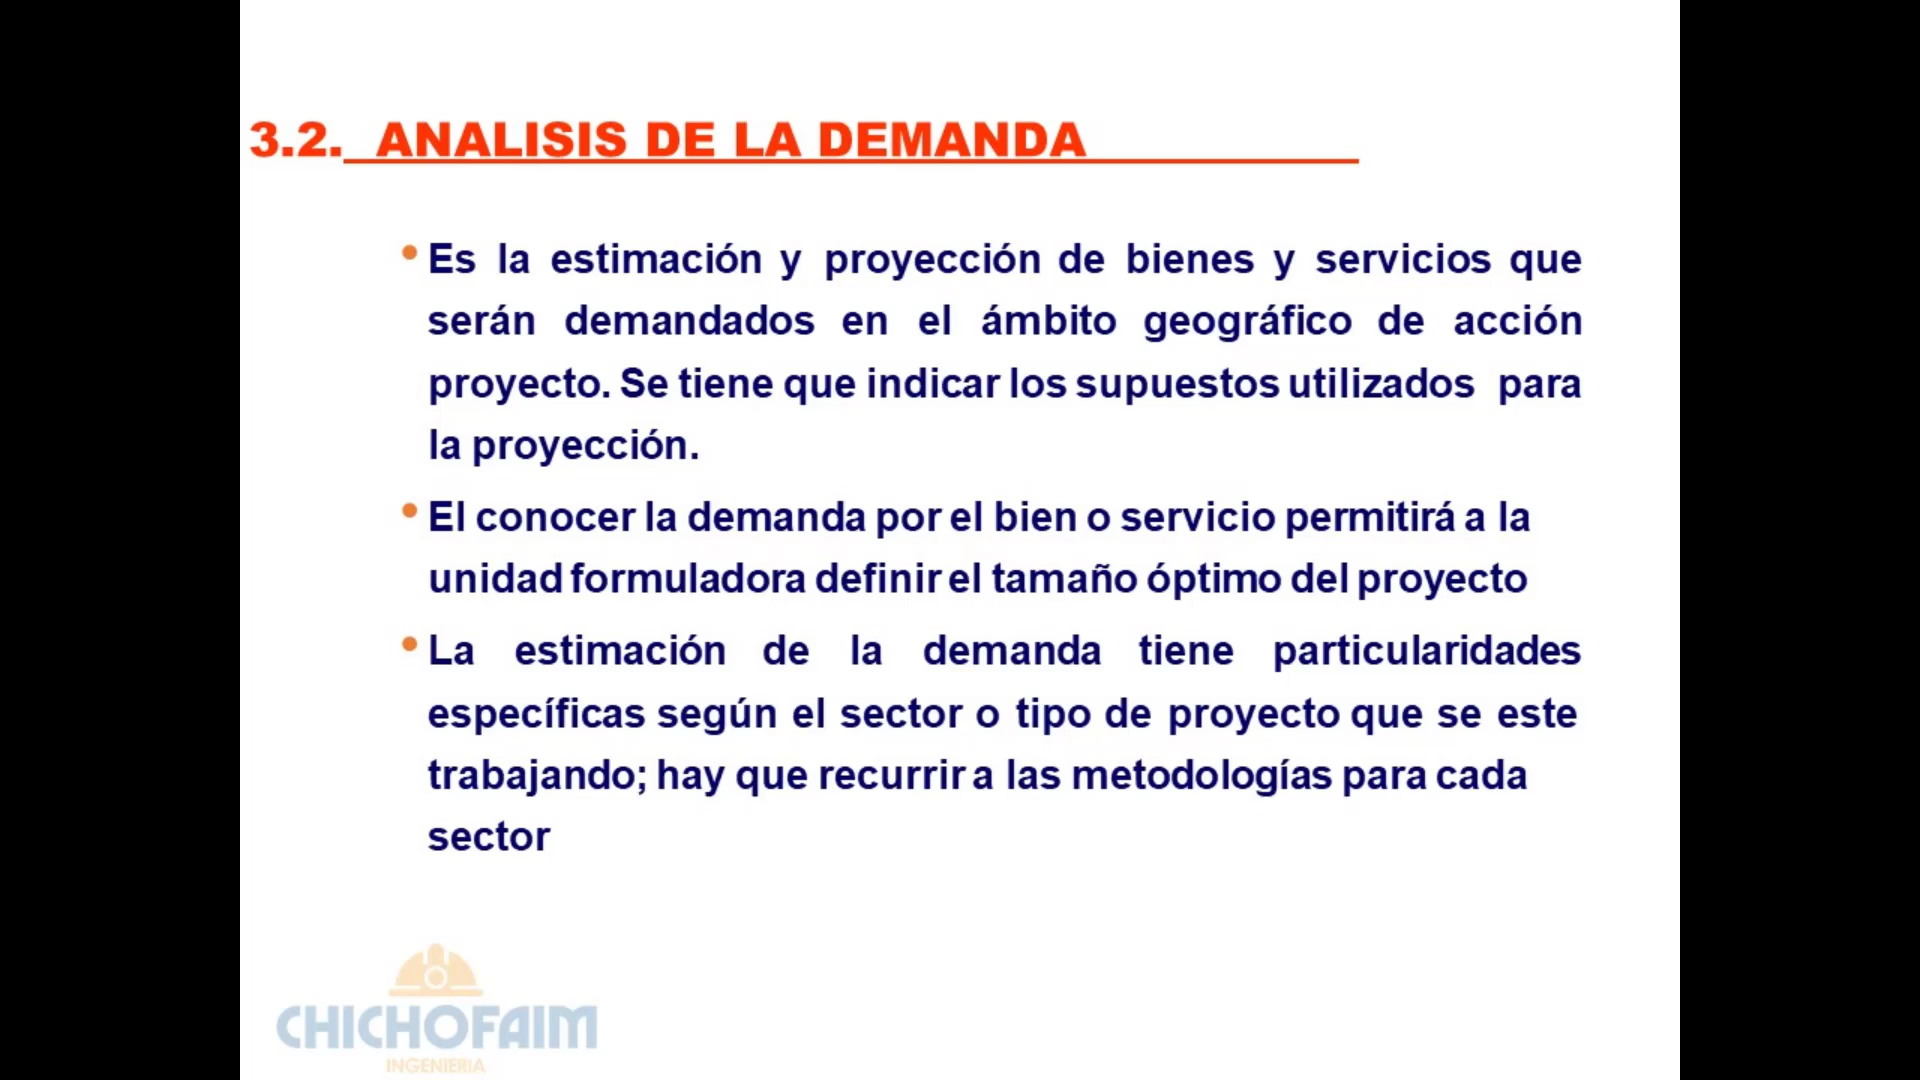 3.2. ANALISIS DE LA DEMANDA
• Es la estimación y proyección de bienes y servicios que
serán demandados en el ámbito geográfico de acción
proyecto. Se tiene que indicar los supuestos utilizados para
la proyección.
• El conocer la demanda por el bien o servicio permitirá a la
unidad formuladora definir el tamaño óptimo del proyecto
• La estimación de la demanda tiene particularidades
específicas según el sector o tipo de proyecto que se este
trabajando; hay que recurrir a las metodologías para cada
sector
CHICHOFAIM
INGENIERIA